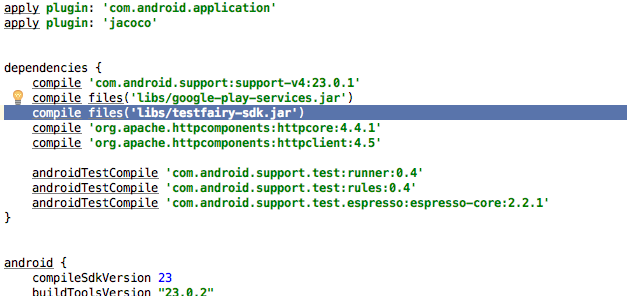 apply plugin: 'com.android.application'
apply plugin: 'jacoco'
dependencies {
compile 'com.android.support:support-v4:23.0.1'
compile files('libs/google-play-services.jar')
compile files('libs/testfairy-sdk.jar')
compile 'org.apache.httpcomponents:httpcore:4.4.1'
compile 'org.apache.httpcomponents:httpclient:4.5'
androidTestCompile 'com.android.support.test:runner:0.4'
androidTestCompile 'com.android.support.test:rules:0.4'
androidTestCompile 'com.android.support.test.espresso:espresso-core:2.2.1'
}
android {
compileSdkVersion 23
buildToolsVersion "23.0.2"